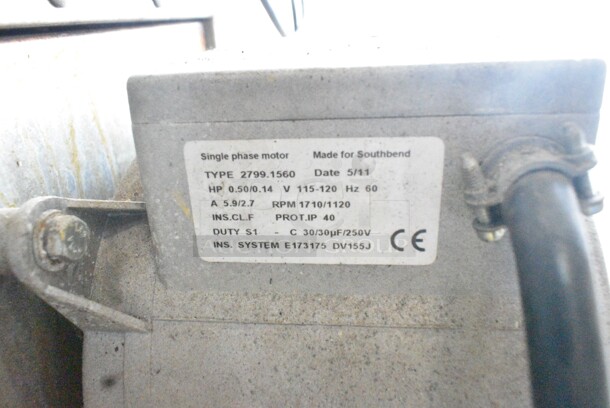 Single phase motor Made for Southbend
TYPE 2799.1560 Date 5/11
HP 0.50/0.14 V 115-120 Hz 60
A 5.9/2.7 RPM 1710/1120
INS.CL.F PROT.IP 40
DUTY S1 - C 30/30µF/250V
INS. SYSTEM E173175 DV155J
CE